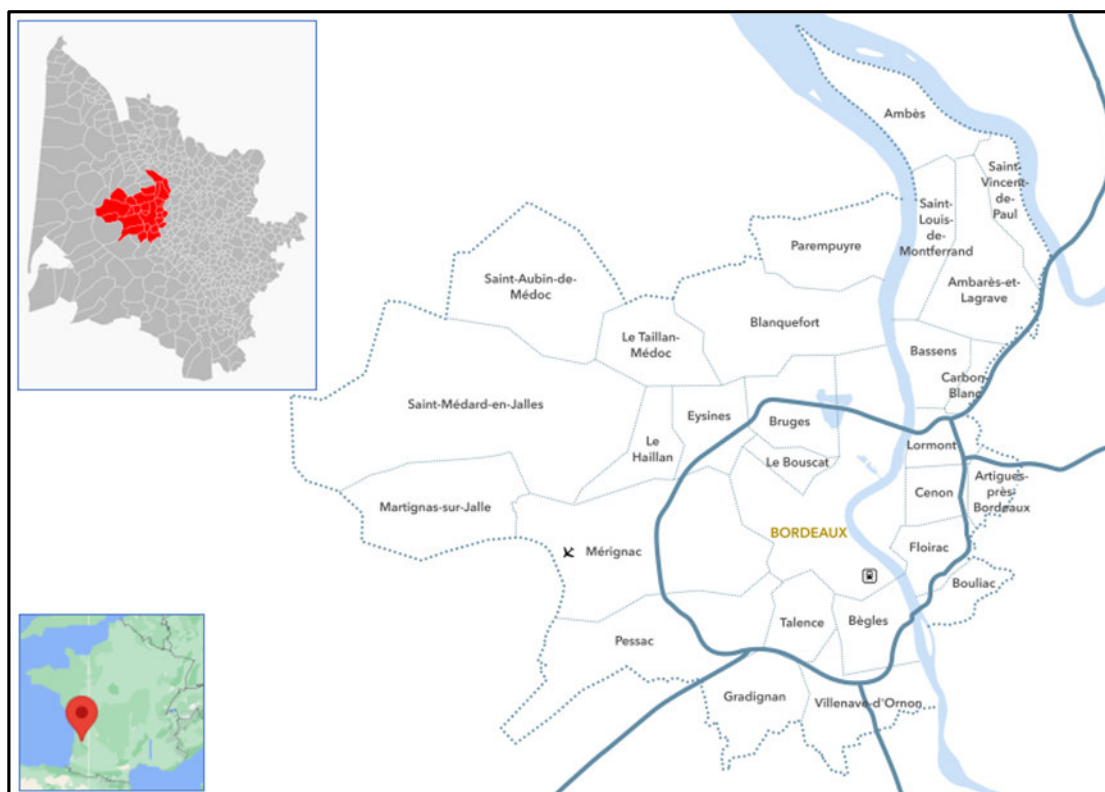 Ambès
Saint-
Vincent-
de-
Paul
Saint-
Louis-
de-
Montferrand
Parempuyre
Saint-Aubin-de-
Médoc
Ambarès-et-
Lagrave
Blanquefort
Le Taillan-
Médoc
Bassens
Carbon-
Blanc
Saint-Médard-en-Jalles
Eysines
Bruges
Le
Haillan
Lormont
Le Bouscat
Artigues-
près-
Bordeaux
Cenon
Martignas-sur-Jalle
BORDEAUX
Mérignac
Floirac
Bouliac
Talence
Bègles
Pessac
Gradignan
Villenave-d'Ornon